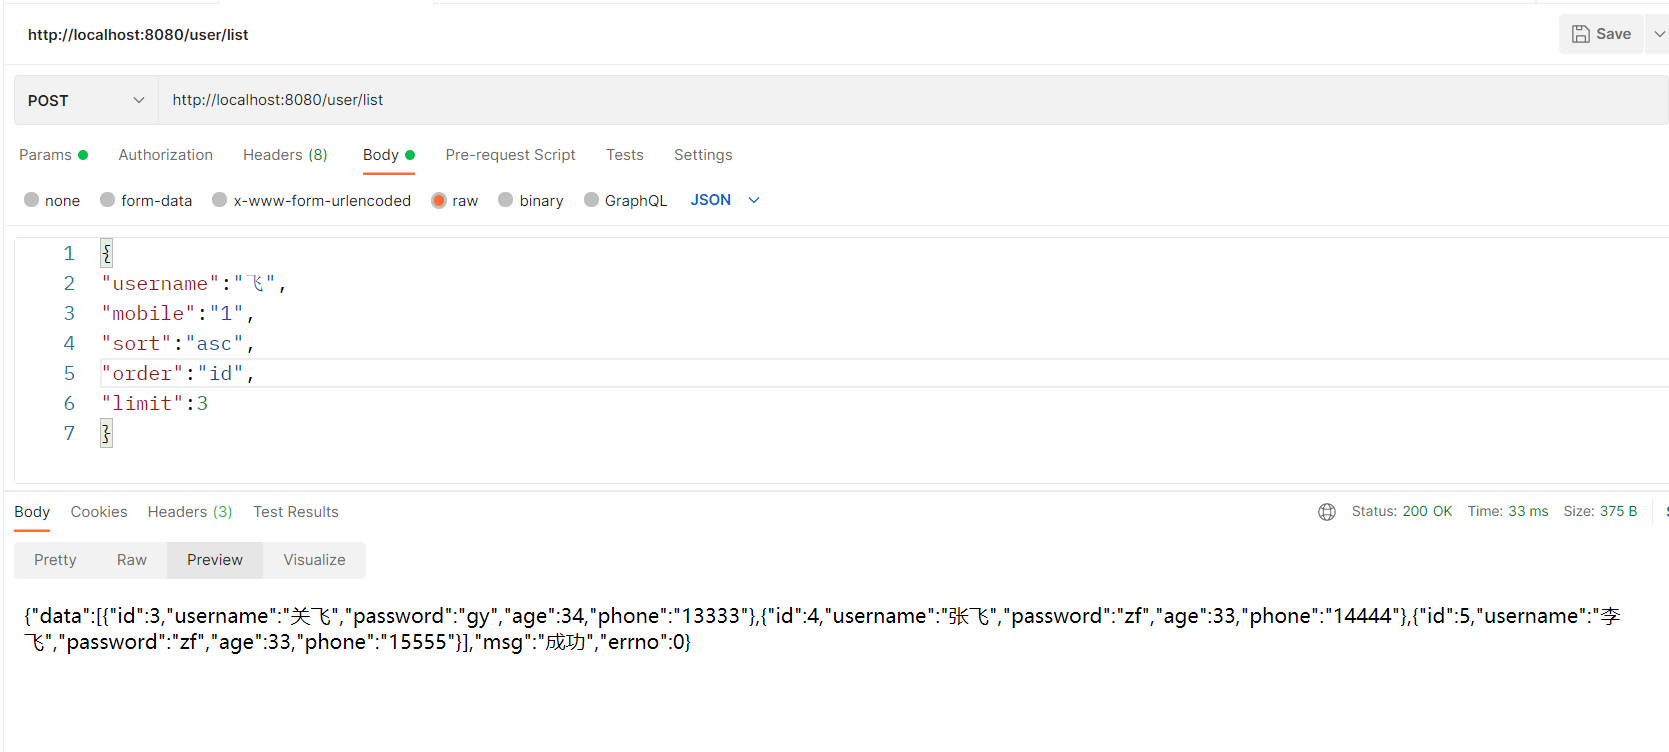 http://localhost:8080/user/list
Save
POST
http://localhost:8080/user/list
Params
Authorization
Headers (8)
Body
Pre-request Script
Tests
Settings
none
form-data
x-www-form-urlencoded
raw
binary
GraphQL
JSON
1 {
2 "username":"飞",
3 "mobile":"1",
4 "sort":"asc",
5 "order":"id",
6 "limit":3
7 }
Body
Cookies
Headers (3)
Test Results
Status: 200 OK
Time: 33 ms
Size: 375 B
Pretty
Raw
Preview
Visualize
{"data":[{"id":3,"username":"关飞","password":"gy","age":34,"phone":"13333"},{"id":4,"username":"张飞","password":"zf","age":33,"phone":"14444"},{"id":5,"username":"李
飞","password":"zf","age":33,"phone":"15555"}],"msg":"成功","errno":0}